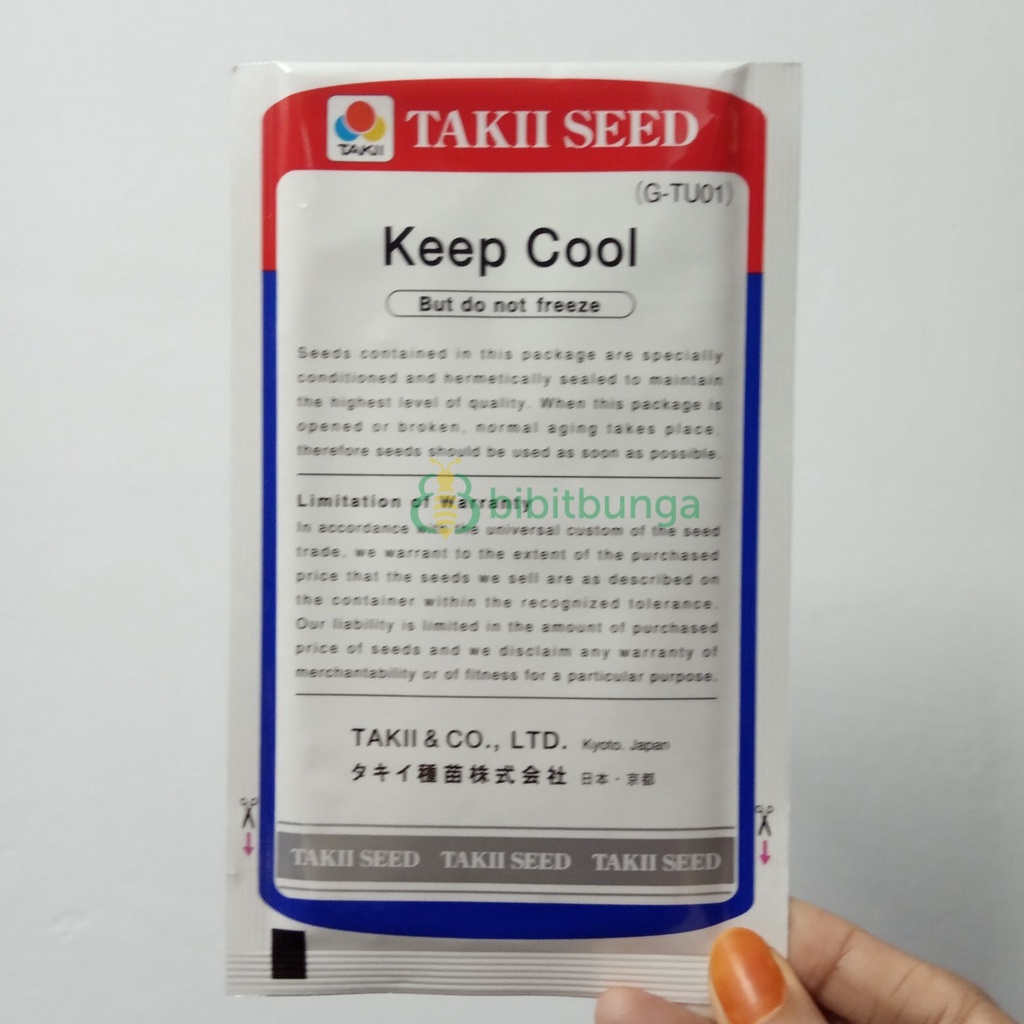 TAKII
TAKII SEED
(G-TU01)
Keep Cool
But do not freeze
Seeds contained in this package are specially
conditioned and hermetically sealed to maintain
the highest level of quality. When this package is
opened or broken, normal aging takes place,
therefore seeds should be used as soon as possible.
Limitation of Warranty
bibitbunga
In accordance with the universal custom of the seed
trade, we warrant to the extent of the purchased
price that the seeds we sell are as described on
the container within the recognized tolerance.
Our liability is limited in the amount of purchased
price of seeds and we disclaim any warranty of
merchantability or of fitness for a particular purpose.
TAKII & CO., LTD. Kyoto, Japan
タキイ種苗株式会社 日本・京都
TAKII SEED TAKII SEED TAKII SEED